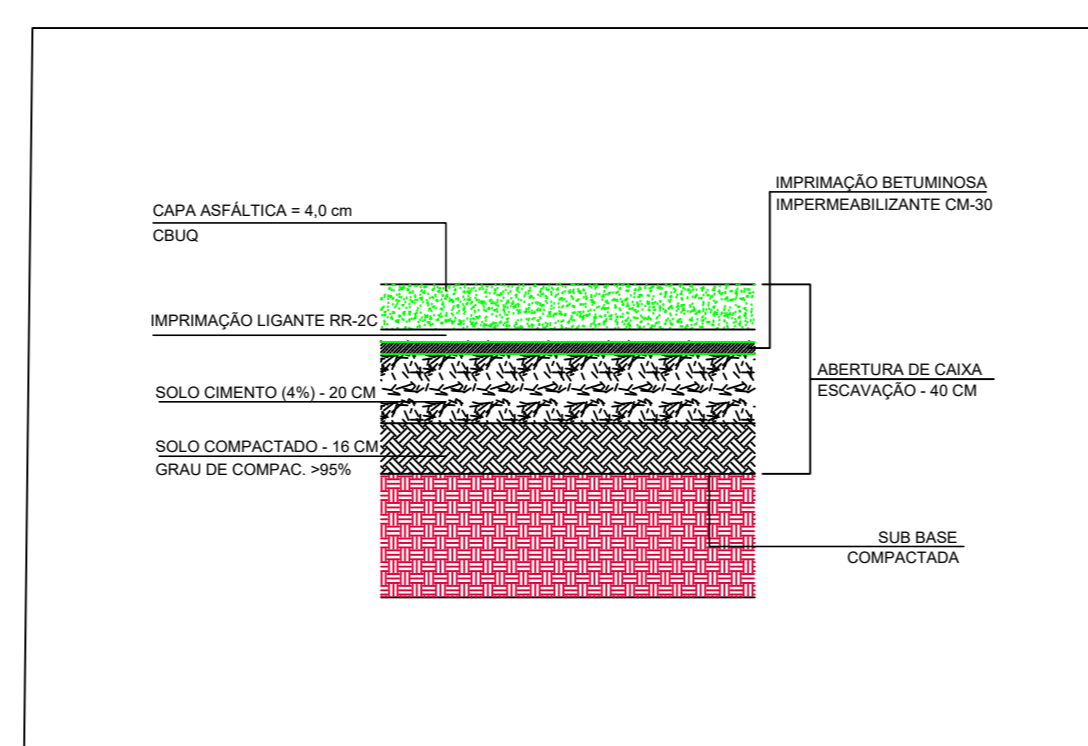 IMPRIMAÇÃO BETUMINOSA
IMPERMEABILIZANTE CM-30
CAPA ASFÁLTICA = 4,0 cm
CBUQ
IMPRIMAÇÃO LIGANTE RR-2C
ABERTURA DE CAIXA
ESCAVAÇÃO - 40 CM
SOLO CIMENTO (4%) - 20 CM
SOLO COMPACTADO - 16 CM
GRAU DE COMPAC. >95%
SUB BASE
COMPACTADA